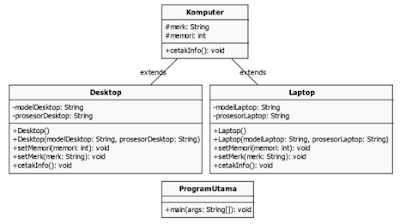 Komputer
#merk: String
#memori: int
+cetakInfo(): void
extends
extends
Desktop
-modelDesktop: String
-prosesorDesktop: String
+Desktop()
+Desktop(modelDesktop: String, prosesorDesktop: String)
+setMemori(memori: int): void
+setMerk(merk: String): void
+cetakInfo(): void
Laptop
-modelLaptop: String
-prosesorLaptop: String
+Laptop()
+Laptop(modelLaptop: String, prosesorLaptop: String)
+setMemori(memori: int): void
+setMerk(merk: String): void
+cetakInfo(): void
ProgramUtama
+main(args: String[]): void